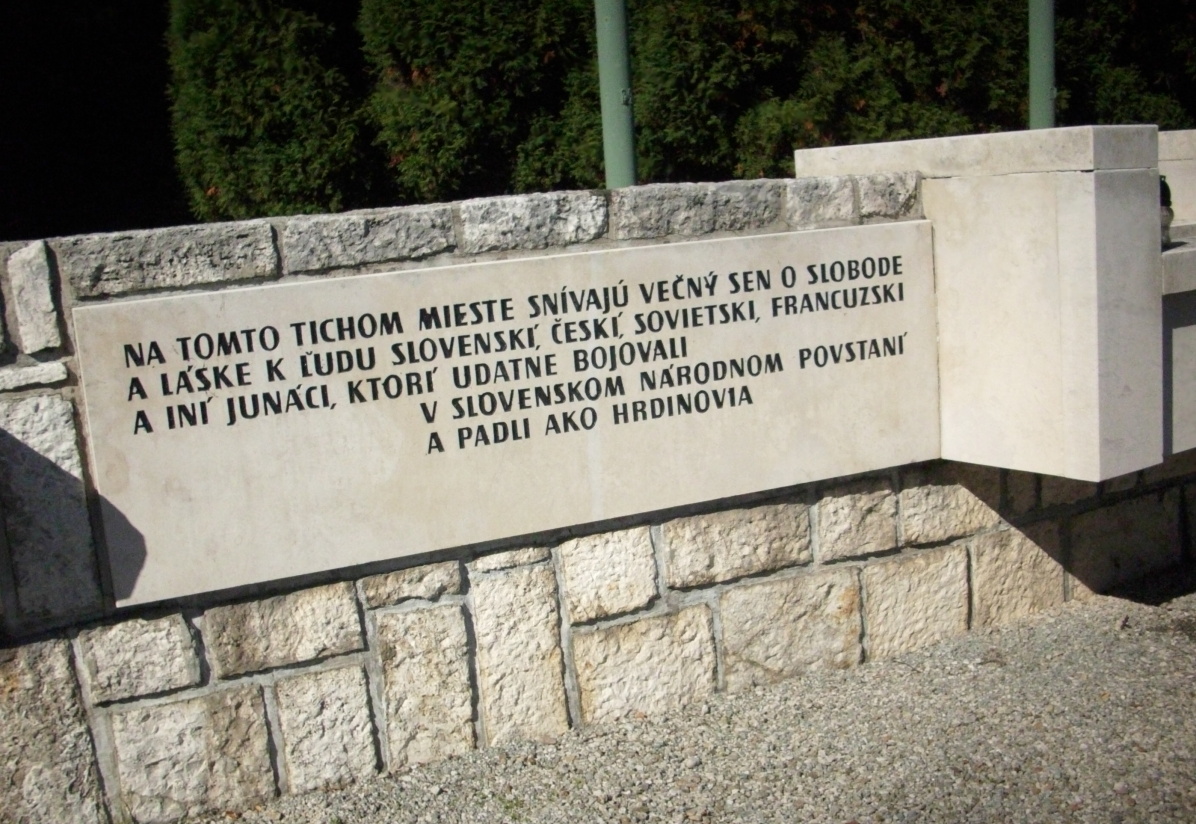 NA TOMTO TICHOM MIESTE SNÍVAJÚ VEČNÝ SEN O SLOBODE
A LÁSKE K ĽUDU SLOVENSKÍ, ČESKÍ, SOVIETSKI, FRANCUZSKI
A INÍ JUNÁCI, KTORÍ UDATNE BOJOVALI
V SLOVENSKOM NÁRODNOM POVSTANÍ
A PADLI AKO HRDINOVIA